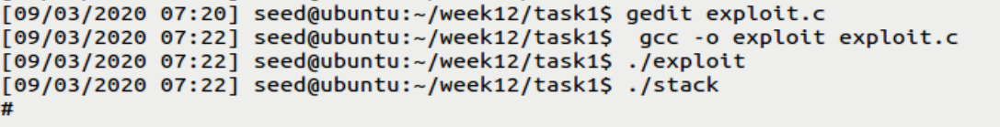 [09/03/2020 07:20] seed@ubuntu:~/week12/task1$ gedit exploit.c
[09/03/2020 07:22] seed@ubuntu:~/week12/task1$  gcc -o exploit exploit.c
[09/03/2020 07:22] seed@ubuntu:~/week12/task1$ ./exploit
[09/03/2020 07:22] seed@ubuntu:~/week12/task1$ ./stack
#